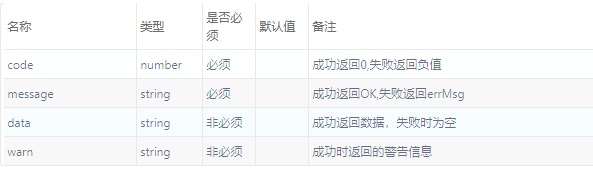 名称 类型 是否必须 默认值 备注
code number 必须 成功返回0,失败返回负值
message string 必须 成功返回OK,失败返回errMsg
data string 非必须 成功返回数据，失败时为空
warn string 非必须 成功时返回的警告信息